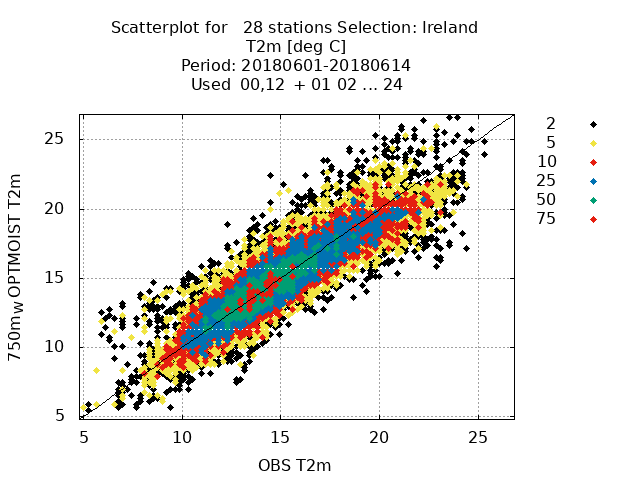 Scatterplot for 28 stations Selection: Ireland
T2m [deg C]
Period: 20180601-20180614
Used 00,12 + 01 02 ... 24
2
5
10
25
50
75
750mW OPTMOIST T2m
25
20
15
10
5
5 10 15 20 25
OBS T2m